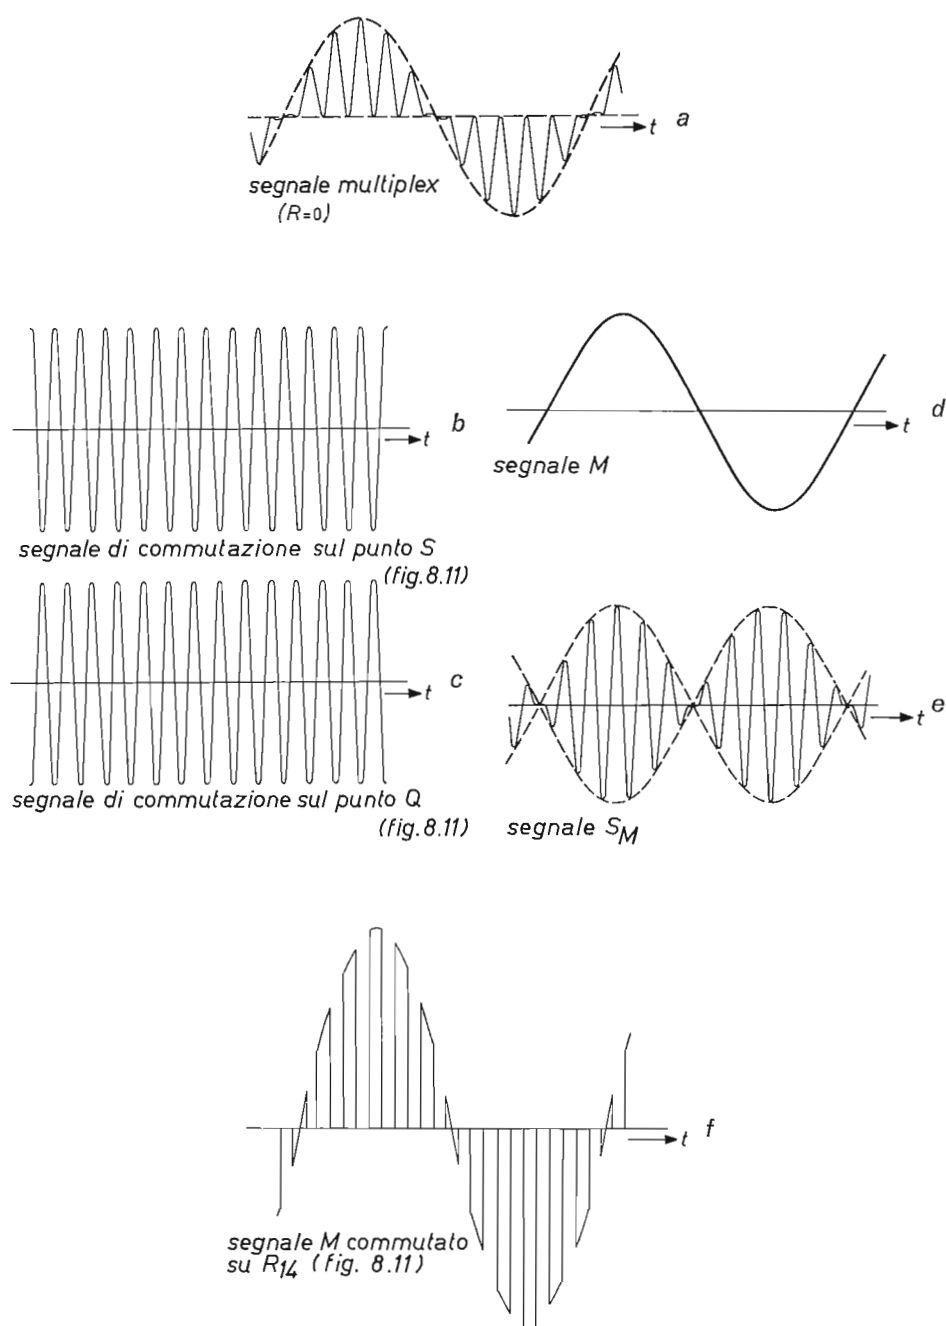 t a
segnale multiplex
(R=0)
t b
segnale di commutazione sul punto S
(fig.8.11)
t d
segnale M
t c
segnale di commutazione sul punto Q
(fig.8.11)
t e
segnale SM
t f
segnale M commutato
su R14 (fig. 8.11)